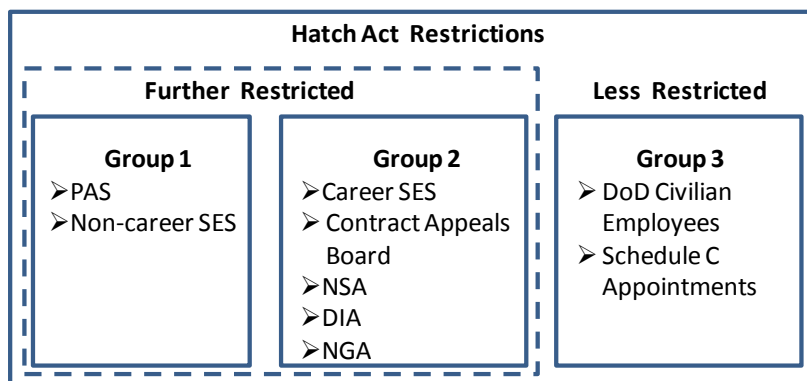 Hatch Act Restrictions
Further Restricted
Less Restricted
Group 1
➢PAS
➢Non-career SES
Group 2
➢Career SES
➢ Contract Appeals
Board
➢NSA
➢DIA
➢NGA
Group 3
➢ DoD Civilian
Employees
➢ Schedule C
Appointments